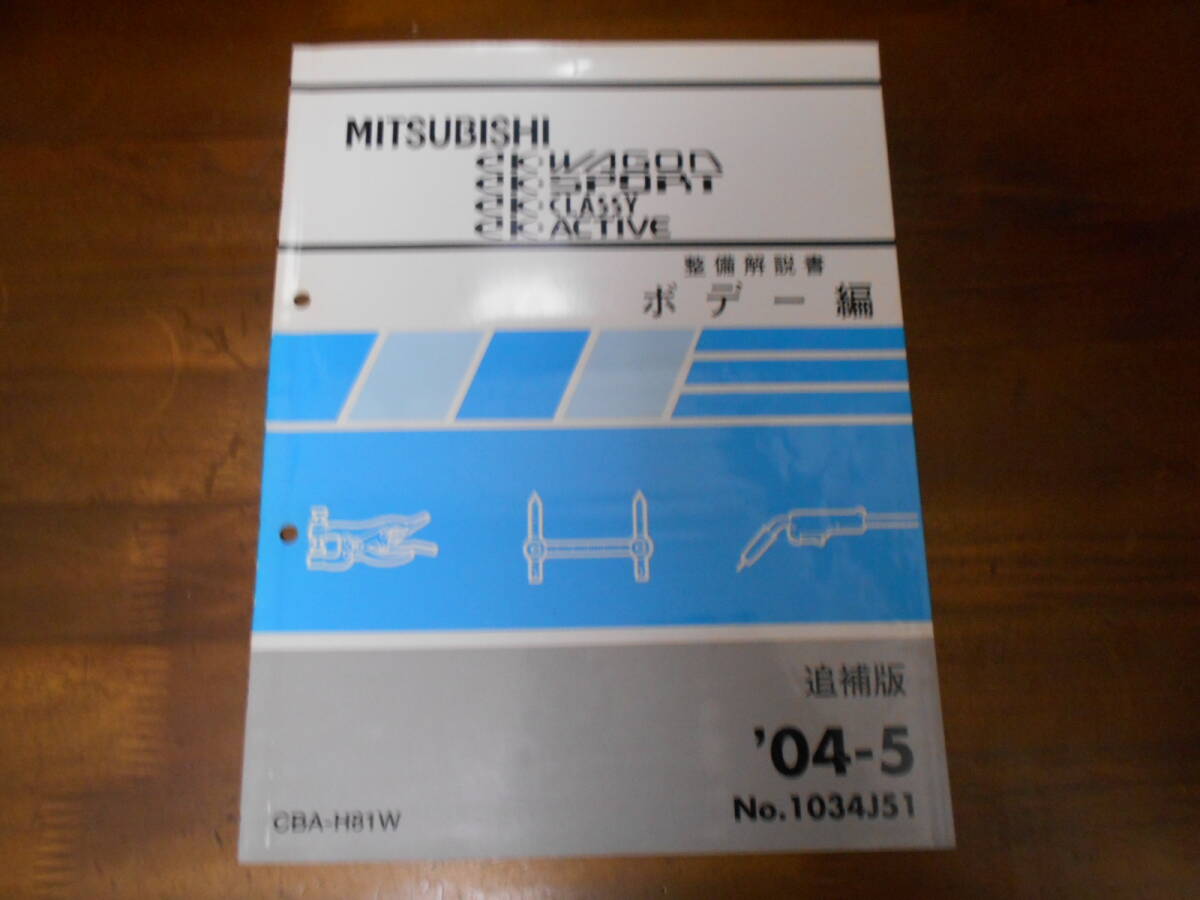 MITSUBISHI
eK WAGON
eK SPORT
eK CLASSY
eK ACTIVE
整備解説書
ボデー編
追補版
'04-5
No.1034J51
CBA-H81W